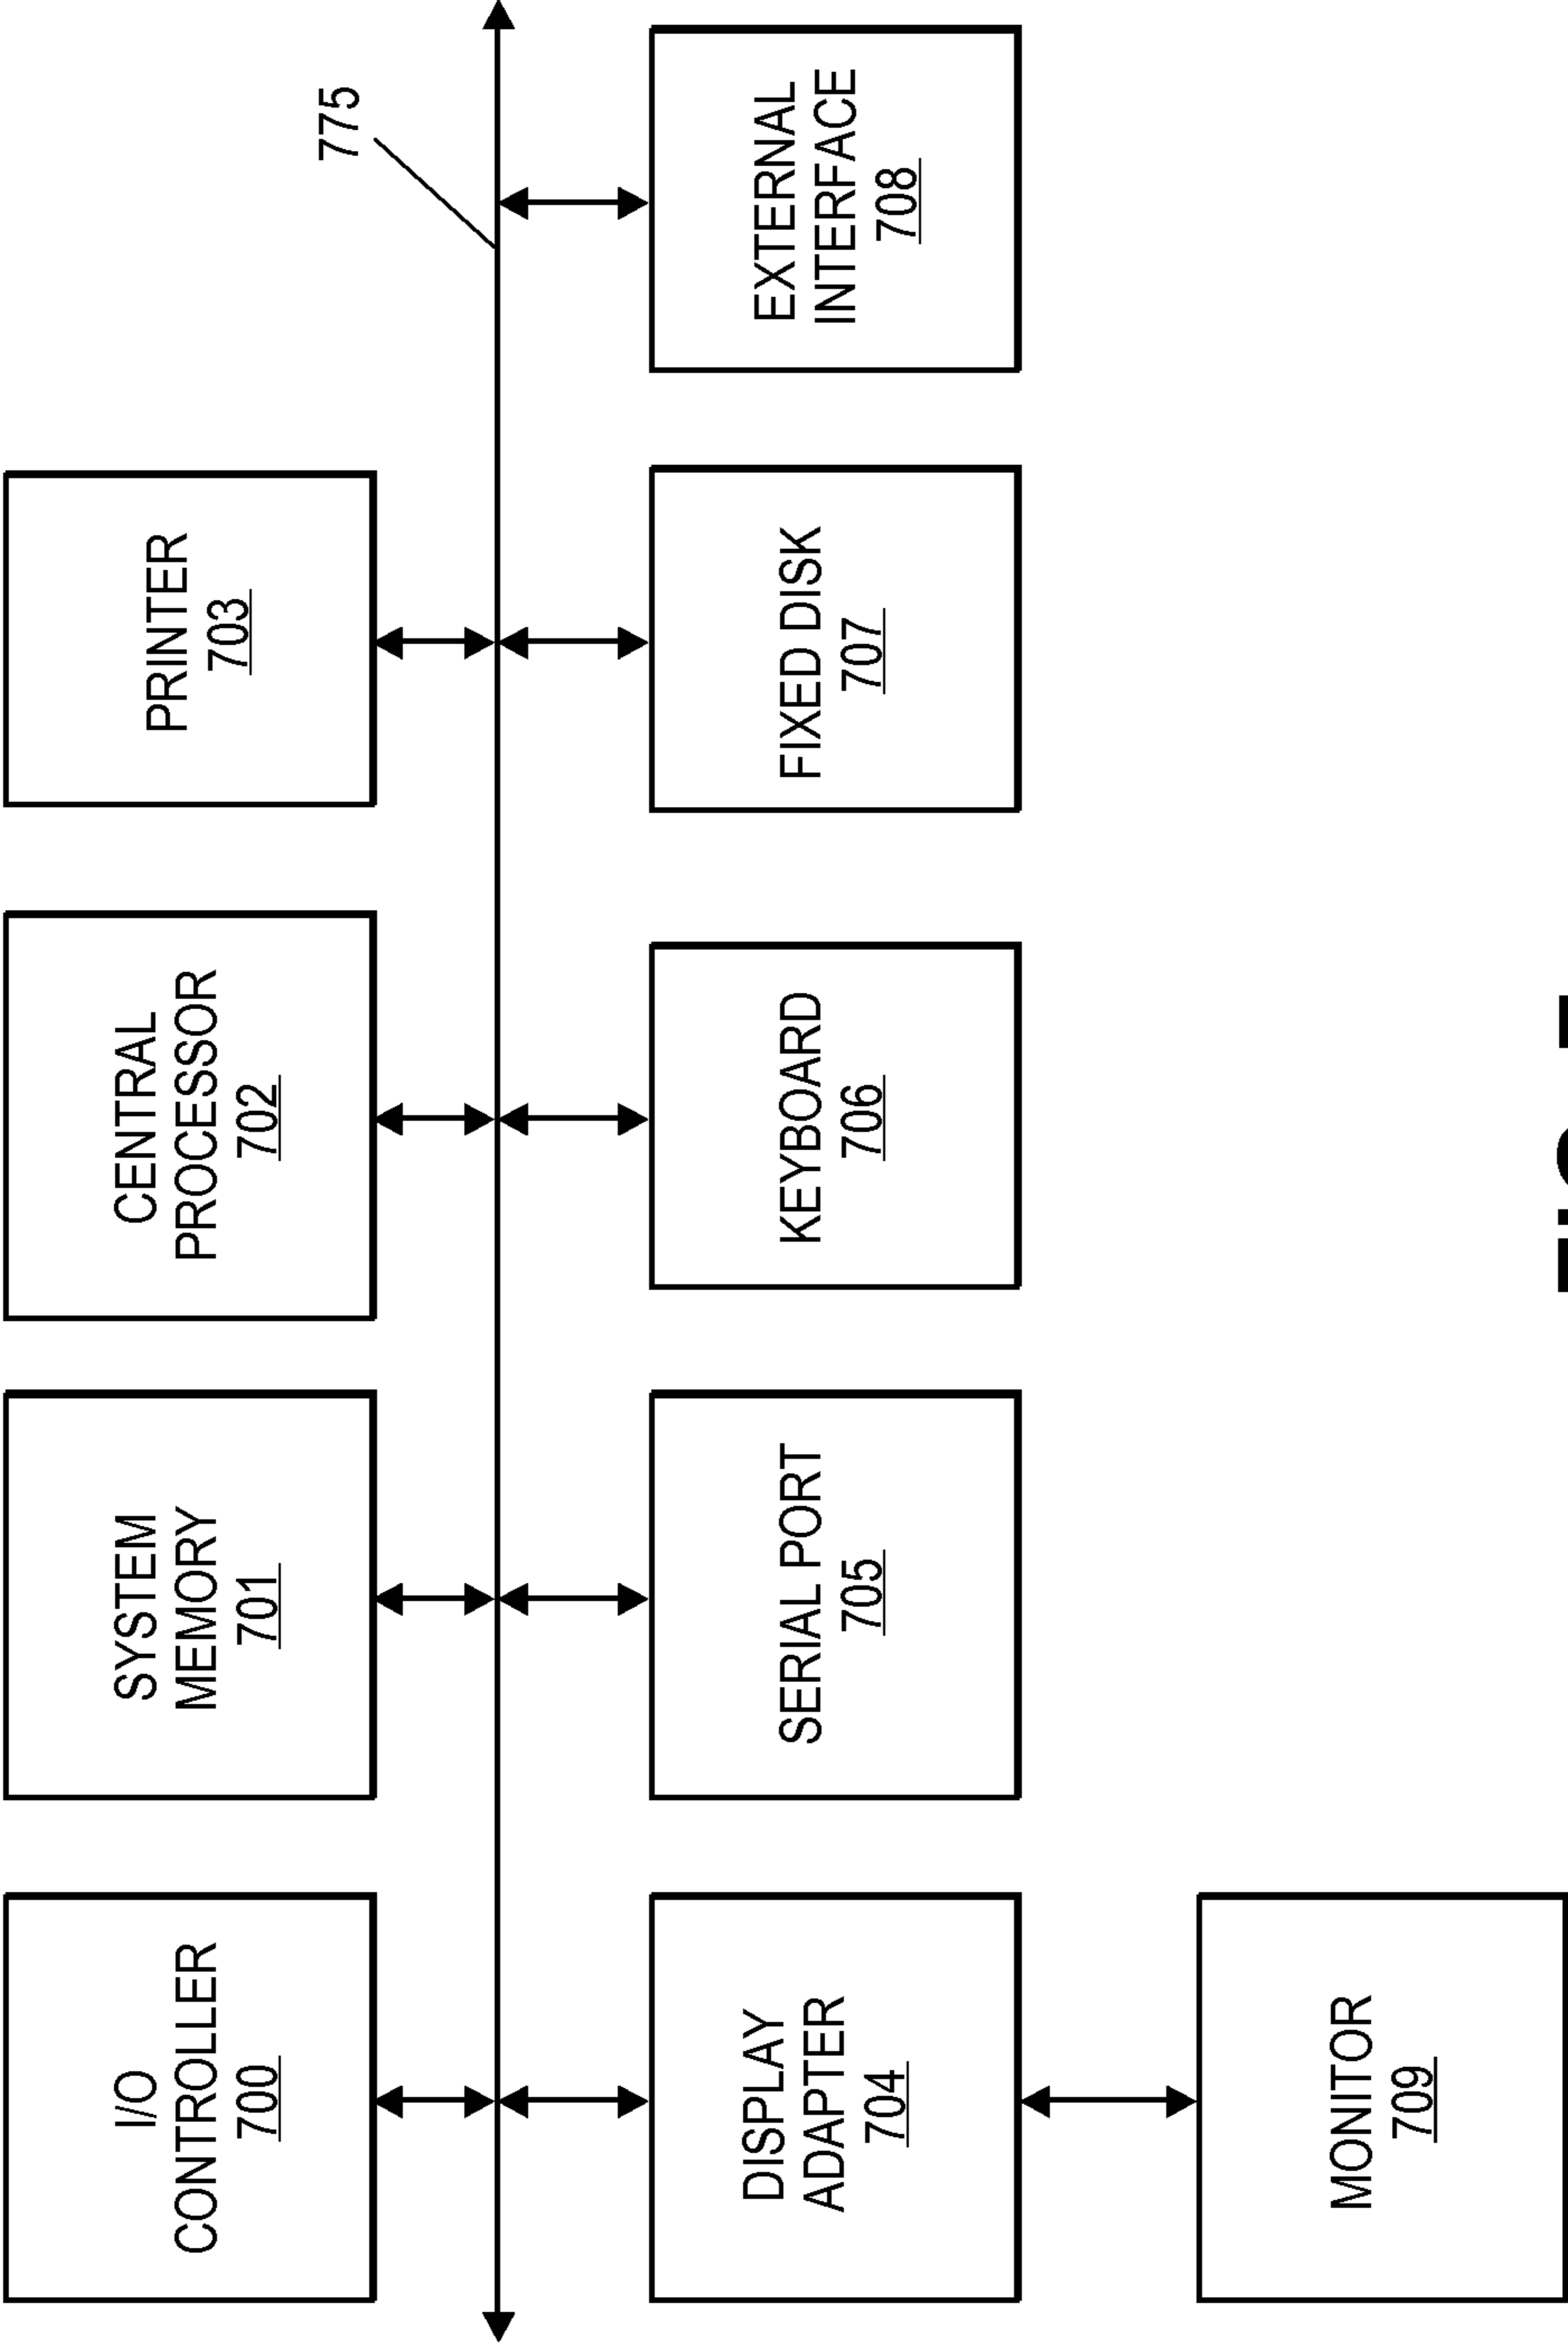 I/O
CONTROLLER
700
SYSTEM
MEMORY
701
CENTRAL
PROCESSOR
702
PRINTER
703
775
DISPLAY
ADAPTER
704
SERIAL PORT
705
KEYBOARD
706
FIXED DISK
707
EXTERNAL
INTERFACE
708
MONITOR
709